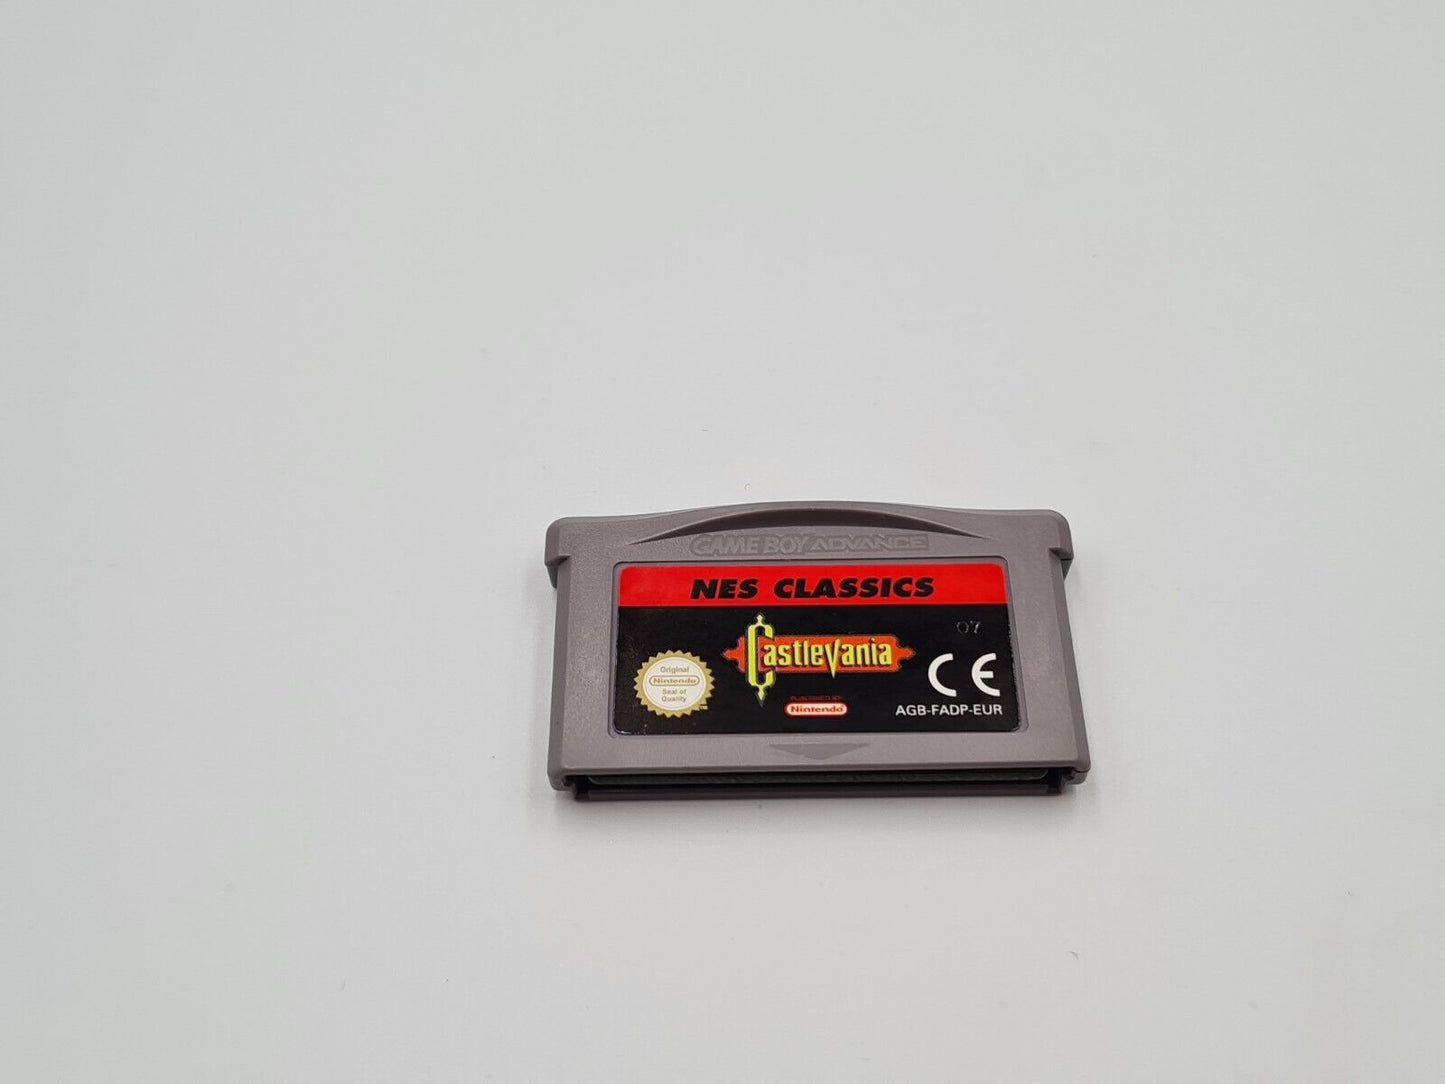 GAME BOY ADVANCE
NES CLASSICS
07
Castlevania
Original
Nintendo
Seal of
Quality
TM
PUBLISHED BY
Nintendo
CE
AGB-FADP-EUR